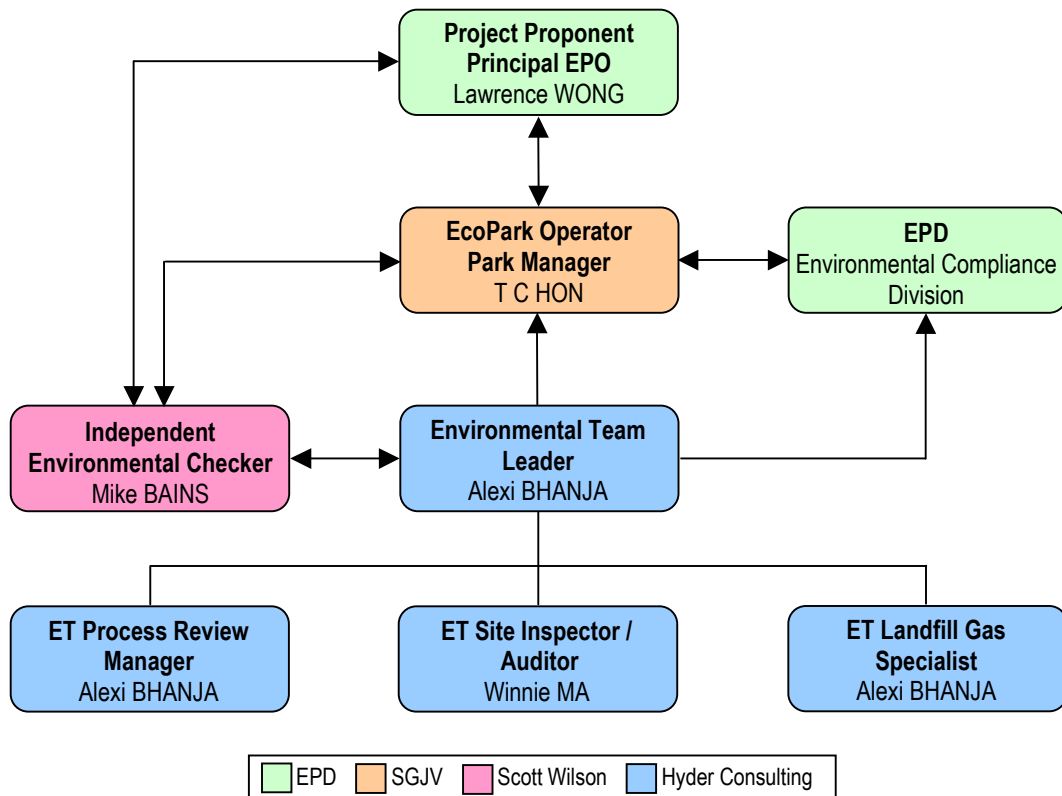 Project Proponent
Principal EPO
Lawrence WONG
EcoPark Operator
Park Manager
T C HON
EPD
Environmental Compliance
Division
Independent
Environmental Checker
Mike BAINS
Environmental Team
Leader
Alexi BHANJA
ET Process Review
Manager
Alexi BHANJA
ET Site Inspector /
Auditor
Winnie MA
ET Landfill Gas
Specialist
Alexi BHANJA
EPD SGJV Scott Wilson Hyder Consulting